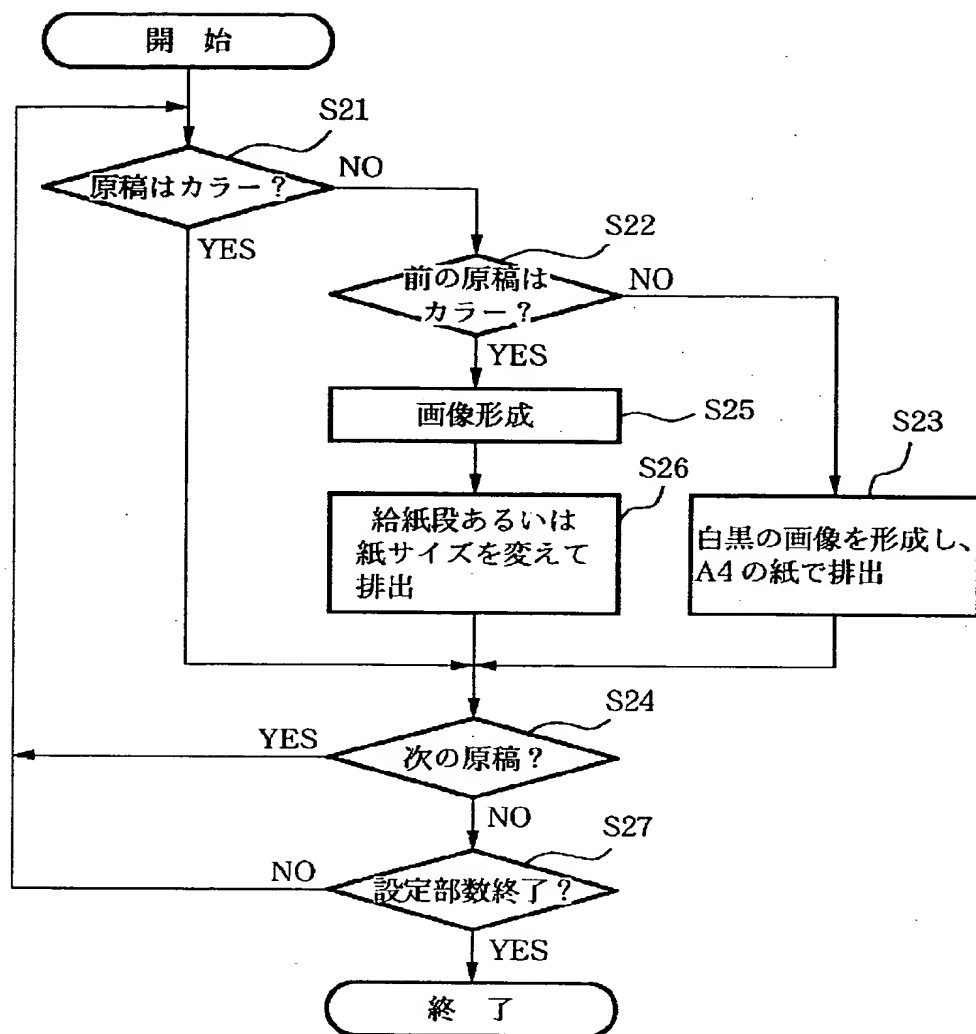 開 始
S21
原稿はカラー？
NO
YES
S22
前の原稿は
カラー？
NO
YES
画像形成
S25
S23
S26
給紙段あるいは
紙サイズを変えて
排出
白黒の画像を形成し、
A4の紙で排出
S24
YES
次の原稿？
NO
S27
NO
設定部数終了？
YES
終 了